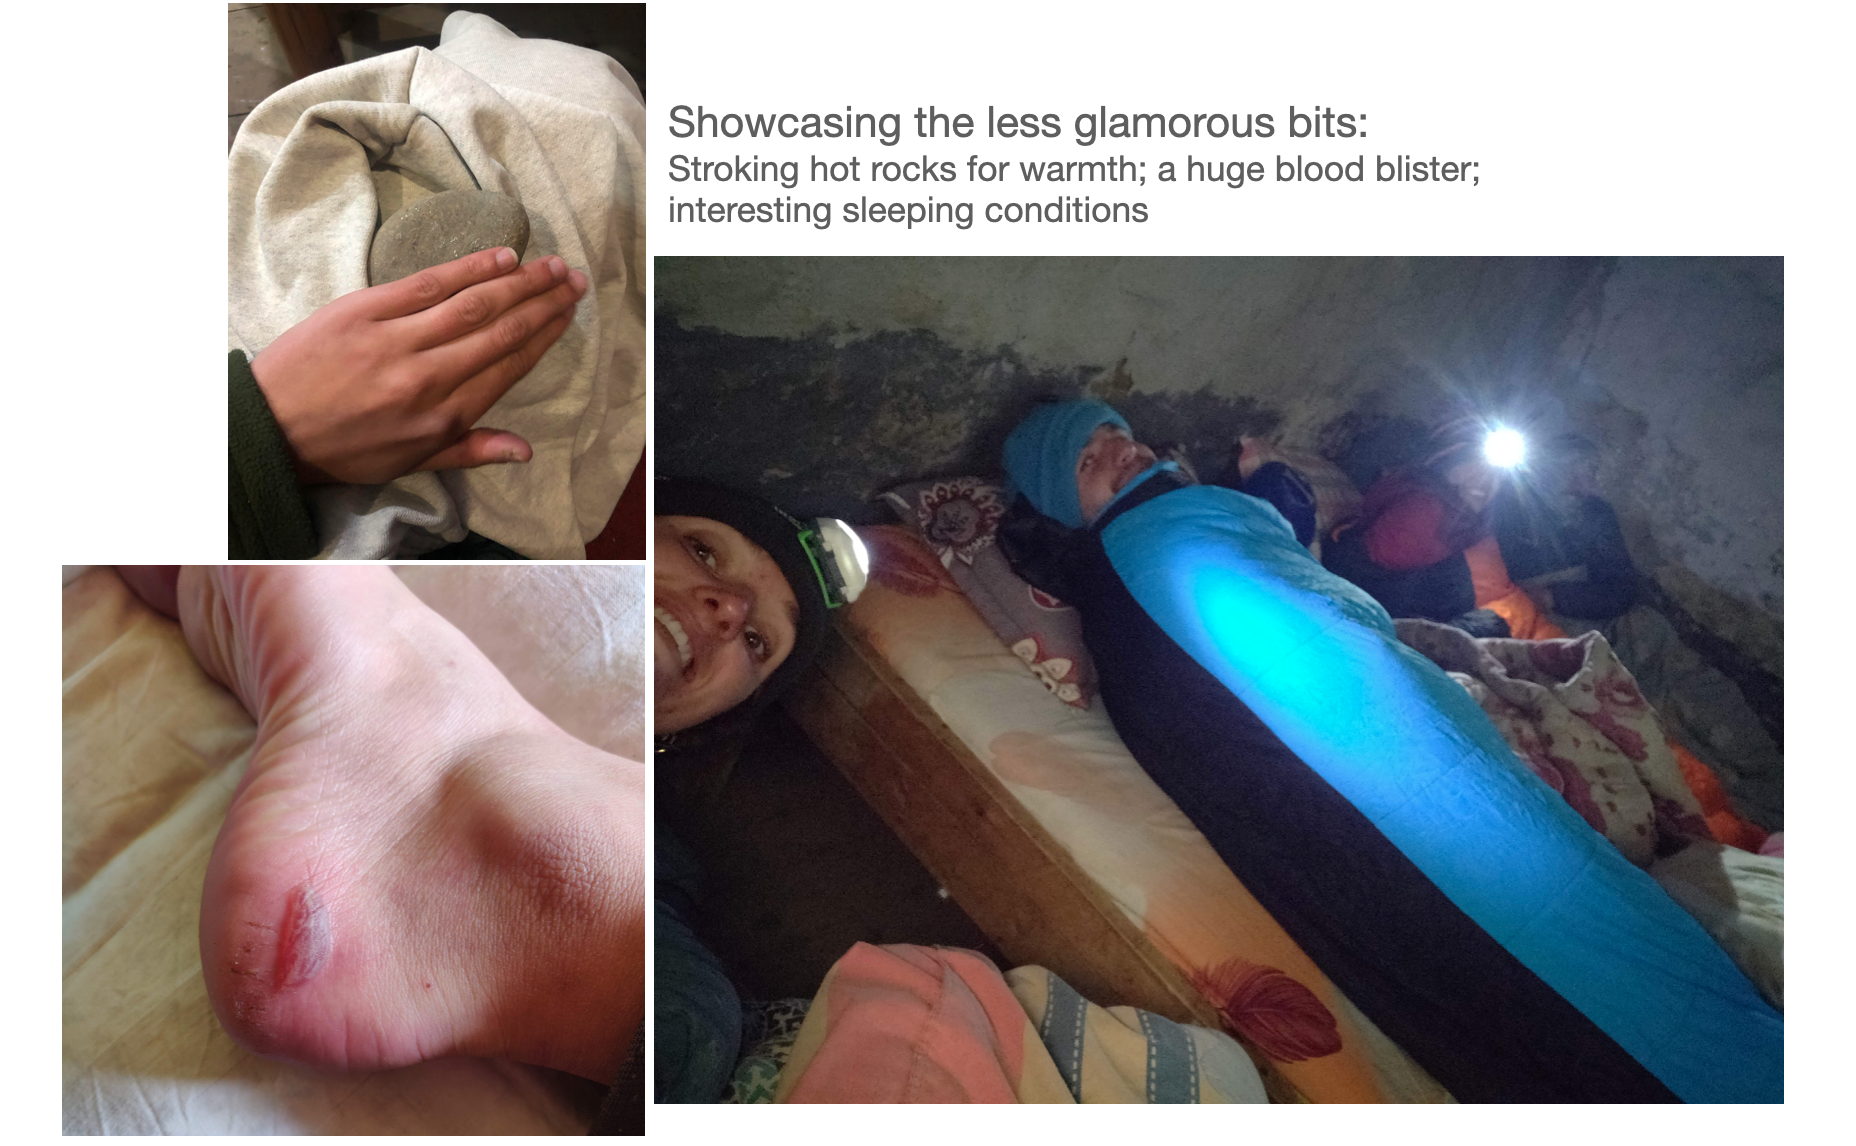 Showcasing the less glamorous bits:
Stroking hot rocks for warmth; a huge blood blister;
interesting sleeping conditions